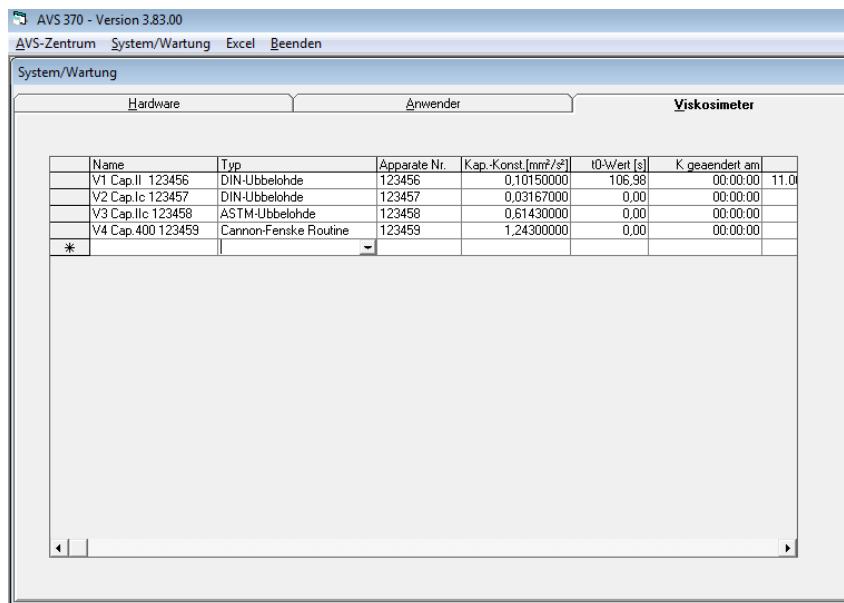 AVS 370 - Version 3.83.00
AVS-Zentrum System/Wartung Excel Beenden
System/Wartung
Hardware Anwender Viskosimeter
Name Typ Apparate Nr. Kap.-Konst.[mm²/s²] t0-Wert [s] K geaendert am
V1 Cap.II 123456 DIN-Ubbelohde 123456 0,10150000 106,98 00:00:00 11.0
V2 Cap.Ic 123457 DIN-Ubbelohde 123457 0,03167000 0,00 00:00:00
V3 Cap.IIc 123458 ASTM-Ubbelohde 123458 0,61430000 0,00 00:00:00
V4 Cap.400 123459 Cannon-Fenske Routine 123459 1,24300000 0,00 00:00:00